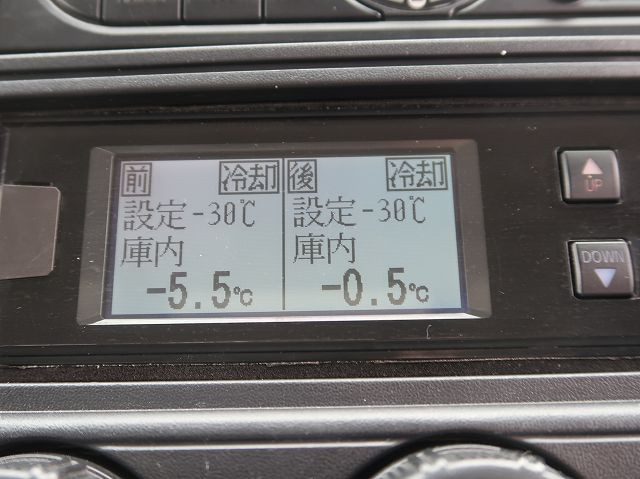 前 冷却
設定 -30℃
庫内
-5.5℃
後 冷却
設定 -30℃
庫内
-0.5℃
UP
DOWN